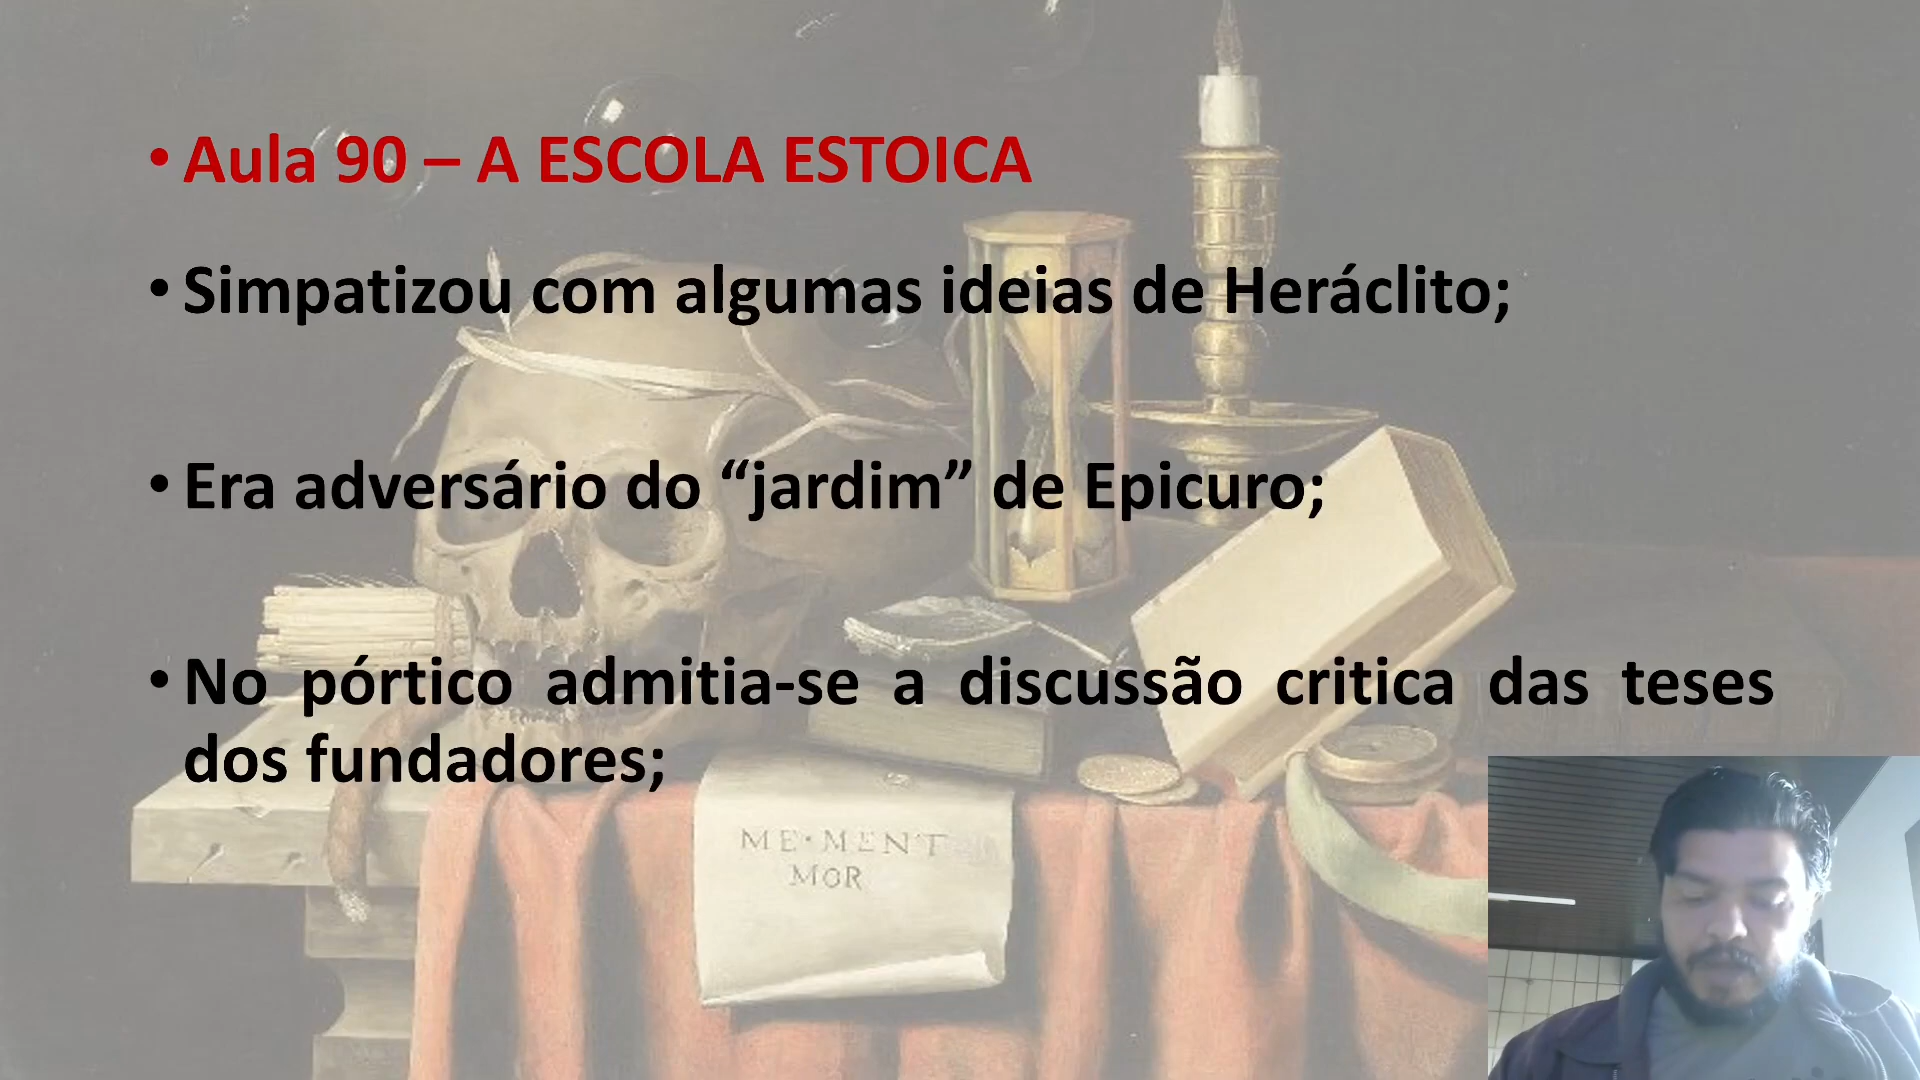 • Aula 90 – A ESCOLA ESTOICA
• Simpatizou com algumas ideias de Heráclito;
• Era adversário do “jardim” de Epicuro;
• No pórtico admitia-se a discussão critica das teses
dos fundadores;
ME·MENT
MOR